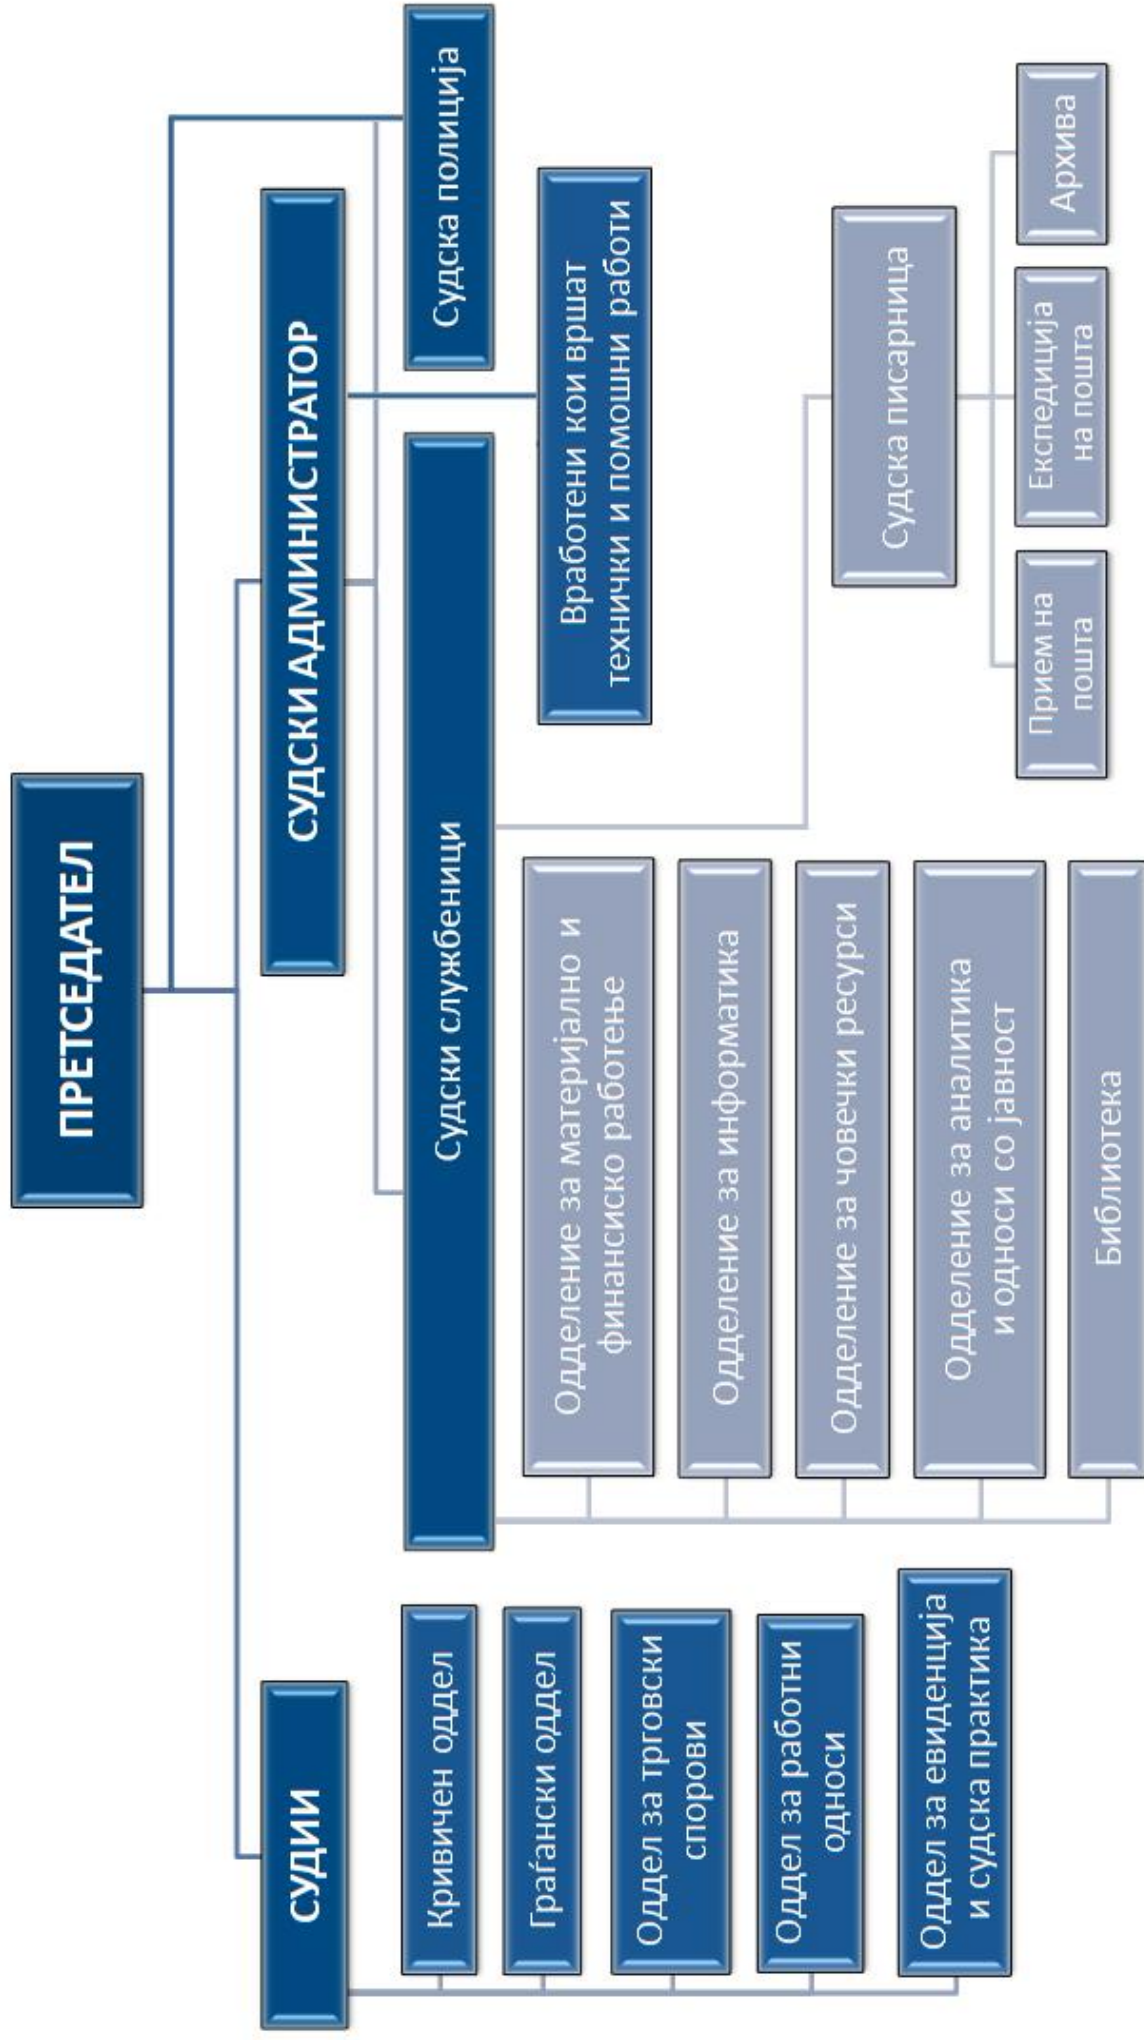 ПРЕТСЕДАТЕЛ
СУДИИ
СУДСКИ АДМИНИСТРАТОР
Кривичен оддел
Граѓански оддел
Оддел за трговски
спорови
Оддел за работни
односи
Оддел за евиденција
и судска практика
Судски службеници
Судска полиција
Вработени кои вршат
технички и помошни работи
Одделение за материјално и
финансиско работење
Одделение за информатика
Одделение за човечки ресурси
Одделение за аналитика
и односи со јавност
Библиотека
Судска писарница
Прием на
пошта
Експедиција
на пошта
Архива